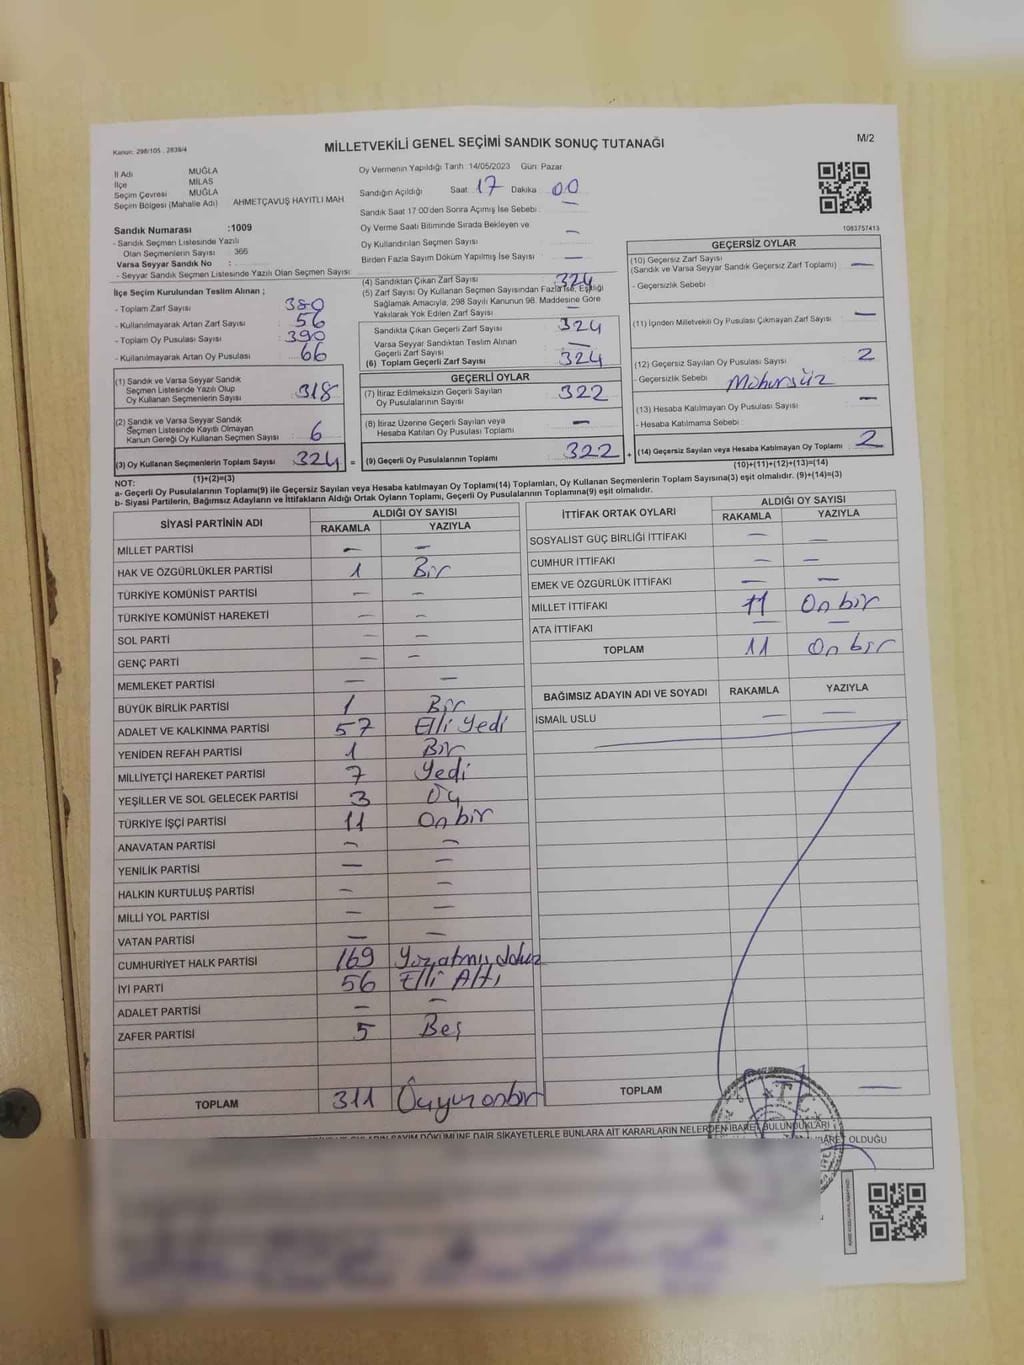 Kanun: 298/105 , 2839/4
MİLLETVEKİLİ GENEL SEÇİMİ SANDIK SONUÇ TUTANAĞI
M/2
İl Adı MUĞLA
İlçe MİLAS
Seçim Çevresi MUĞLA
Seçim Bölgesi (Mahalle Adı) AHMETÇAVUŞ HAYITLI MAH.
Oy Vermenin Yapıldığı Tarih :14/05/2023 Gün: Pazar
Sandığın Açıldığı Saat : 17 Dakika : 00
Sandık Saat 17:00'den Sonra Açılmış İse Sebebi : —
Oy Verme Saati Bitiminde Sırada Bekleyen ve
Oy Kullandırılan Seçmen Sayısı : —
Birden Fazla Sayım Dökümü Yapılmış İse Sayısı : —
1083757413
Sandık Numarası :1009
- Sandık Seçmen Listesinde Yazılı
Olan Seçmenlerin Sayısı : 366
Varsa Seyyar Sandık No :
- Seyyar Sandık Seçmen Listesinde Yazılı Olan Seçmen Sayısı :
İlçe Seçim Kurulundan Teslim Alınan ;
- Toplam Zarf Sayısı : 380
- Kullanılmayarak Artan Zarf Sayısı : 56
- Toplam Oy Pusulası Sayısı : 390
- Kullanılmayarak Artan Oy Pusulası : 66
(1) Sandık ve Varsa Seyyar Sandık
Seçmen Listesinde Yazılı Olup
Oy Kullanan Seçmenlerin Sayısı : 318
(2) Sandık ve Varsa Seyyar Sandık
Seçmen Listesinde Kayıtlı Olmayan
Kanun Gereği Oy Kullanan Seçmen Sayısı : 6
(3) Oy Kullanan Seçmenlerin Toplam Sayısı : 324
(1)+(2)=(3)
(4) Sandıktan Çıkan Zarf Sayısı : 324
(5) Zarf Sayısı Oy Kullanan Seçmen Sayısından Fazla ise, Eşitliği
Sağlamak Amacıyla, 298 Sayılı Kanunun 98. Maddesine Göre
Yakılarak Yok Edilen Zarf Sayısı : —
Sandıkta Çıkan Geçerli Zarf Sayısı : 324
Varsa Seyyar Sandıktan Teslim Alınan
Geçerli Zarf Sayısı : —
(6) Toplam Geçerli Zarf Sayısı : 324
GEÇERLİ OYLAR
(7) İtiraz Edilmeksizin Geçerli Sayılan
Oy Pusulalarının Sayısı : 322
(8) İtiraz Üzerine Geçerli Sayılan veya
Hesaba Katılan Oy Pusulası Toplamı : —
= (9) Geçerli Oy Pusulalarının Toplamı : 322
GEÇERSİZ OYLAR
(10) Geçersiz Zarf Sayısı
(Sandık ve Varsa Seyyar Sandık Geçersiz Zarf Toplamı) : —
- Geçersizlik Sebebi :
(11) İçinden Milletvekili Oy Pusulası Çıkmayan Zarf Sayısı : —
(12) Geçersiz Sayılan Oy Pusulası Sayısı : 2
- Geçersizlik Sebebi : Mühürsüz
(13) Hesaba Katılmayan Oy Pusulası Sayısı : —
- Hesaba Katılmama Sebebi :
+ (14) Geçersiz Sayılan veya Hesaba Katılmayan Oy Toplamı : 2
(10)+(11)+(12)+(13)=(14)
NOT:
a- Geçerli Oy Pusulalarının Toplamı(9) ile Geçersiz Sayılan veya Hesaba Katılmayan Oy Toplamı(14) Toplamları, Oy Kullanan Seçmenlerin Toplam Sayısına(3) eşit olmalıdır. (9)+(14)=(3)
b- Siyasi Partilerin, Bağımsız Adayların ve İttifakların Aldığı Ortak Oyların Toplamı, Geçerli Oy Pusulalarının Toplamına(9) eşit olmalıdır.
SİYASİ PARTİNİN ADI
ALDIĞI OY SAYISI
RAKAMLA YAZIYLA
MİLLET PARTİSİ — —
HAK VE ÖZGÜRLÜKLER PARTİSİ 1 Bir
TÜRKİYE KOMÜNİST PARTİSİ — —
TÜRKİYE KOMÜNİST HAREKETİ — —
SOL PARTİ — —
GENÇ PARTİ — —
MEMLEKET PARTİSİ — —
BÜYÜK BİRLİK PARTİSİ 1 Bir
ADALET VE KALKINMA PARTİSİ 57 Elli Yedi
YENİDEN REFAH PARTİSİ 1 Bir
MİLLİYETÇİ HAREKET PARTİSİ 7 Yedi
YEŞİLLER VE SOL GELECEK PARTİSİ 3 Üç
TÜRKİYE İŞÇİ PARTİSİ 11 Onbir
ANAVATAN PARTİSİ — —
YENİLİK PARTİSİ — —
HALKIN KURTULUŞ PARTİSİ — —
MİLLİ YOL PARTİSİ — —
VATAN PARTİSİ — —
CUMHURİYET HALK PARTİSİ 169 Yüzatmışdokuz
İYİ PARTİ 56 Elli Altı
ADALET PARTİSİ — —
ZAFER PARTİSİ 5 Beş
TOPLAM 311 Üçyüzonbir
İTTİFAK ORTAK OYLARI
ALDIĞI OY SAYISI
RAKAMLA YAZIYLA
SOSYALİST GÜÇ BİRLİĞİ İTTİFAKI — —
CUMHUR İTTİFAKI — —
EMEK VE ÖZGÜRLÜK İTTİFAKI — —
MİLLET İTTİFAKI 11 Onbir
ATA İTTİFAKI — —
TOPLAM 11 Onbir
BAĞIMSIZ ADAYIN ADI VE SOYADI RAKAMLA YAZIYLA
İSMAİL USLU — —
TOPLAM —
SAYIM DÖKÜMÜNE DAİR ŞİKAYETLERLE BUNLARA AİT KARARLARIN NELERDEN İBARET BULUNDUKLARI
İBARET OLDUĞU
T.C.